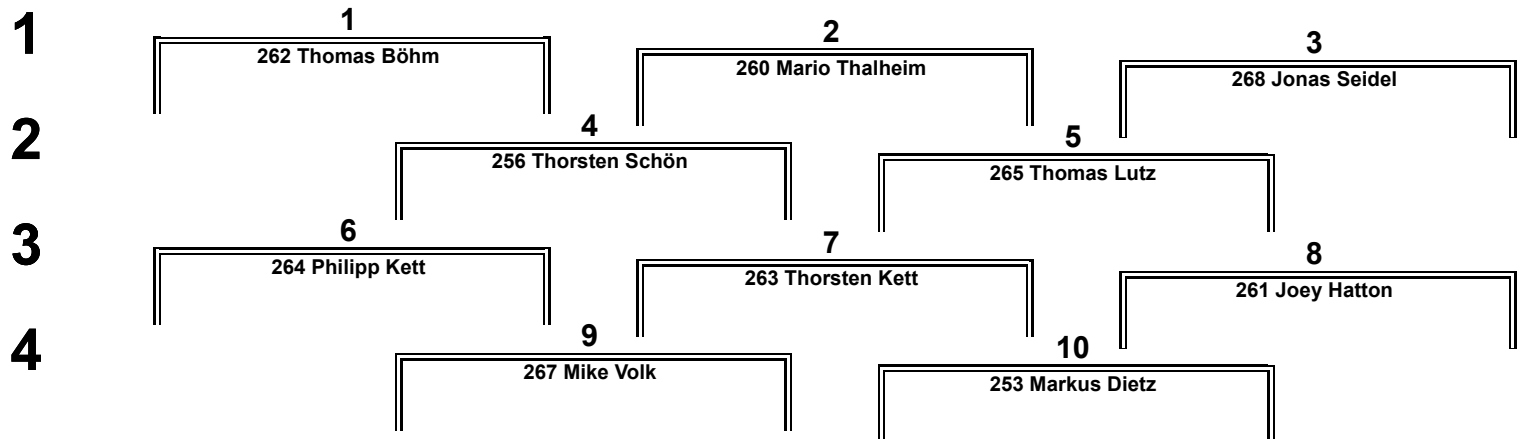 1
1
262 Thomas Böhm
2
260 Mario Thalheim
3
268 Jonas Seidel
2
4
256 Thorsten Schön
5
265 Thomas Lutz
3
6
264 Philipp Kett
7
263 Thorsten Kett
8
261 Joey Hatton
4
9
267 Mike Volk
10
253 Markus Dietz